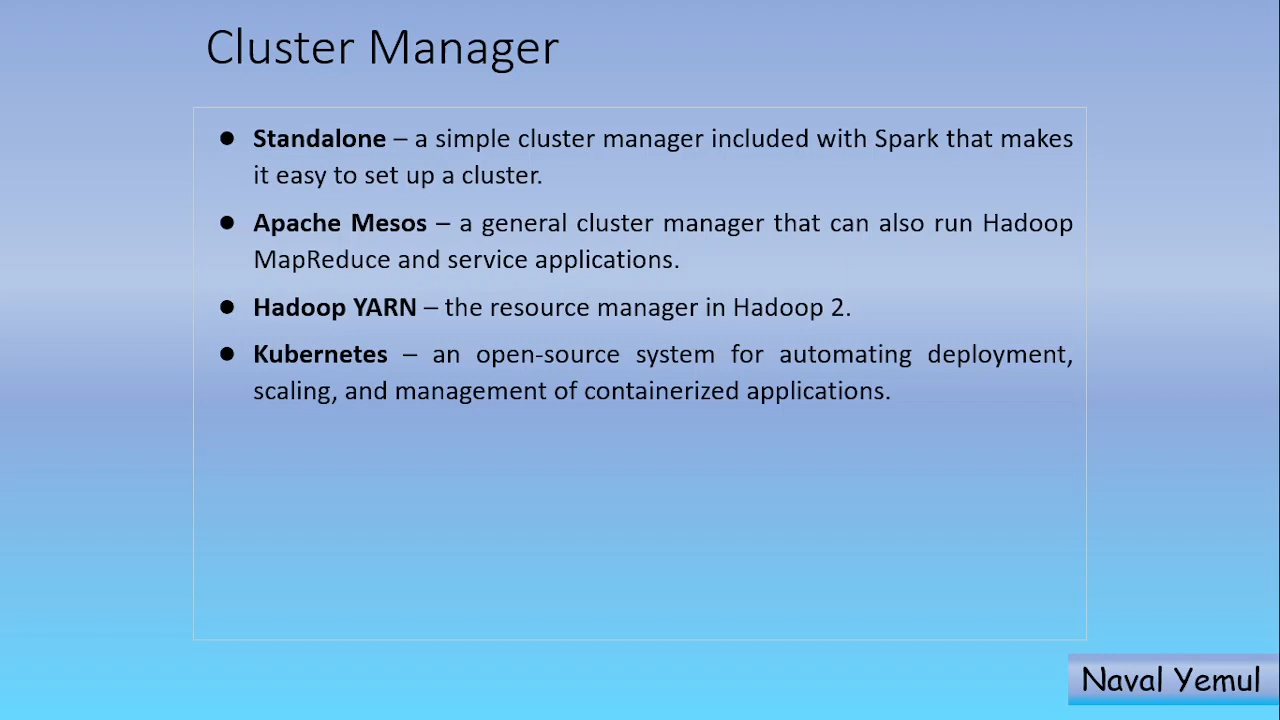 Cluster Manager
● Standalone – a simple cluster manager included with Spark that makes
it easy to set up a cluster.
● Apache Mesos – a general cluster manager that can also run Hadoop
MapReduce and service applications.
● Hadoop YARN – the resource manager in Hadoop 2.
● Kubernetes – an open-source system for automating deployment,
scaling, and management of containerized applications.
Naval Yemul